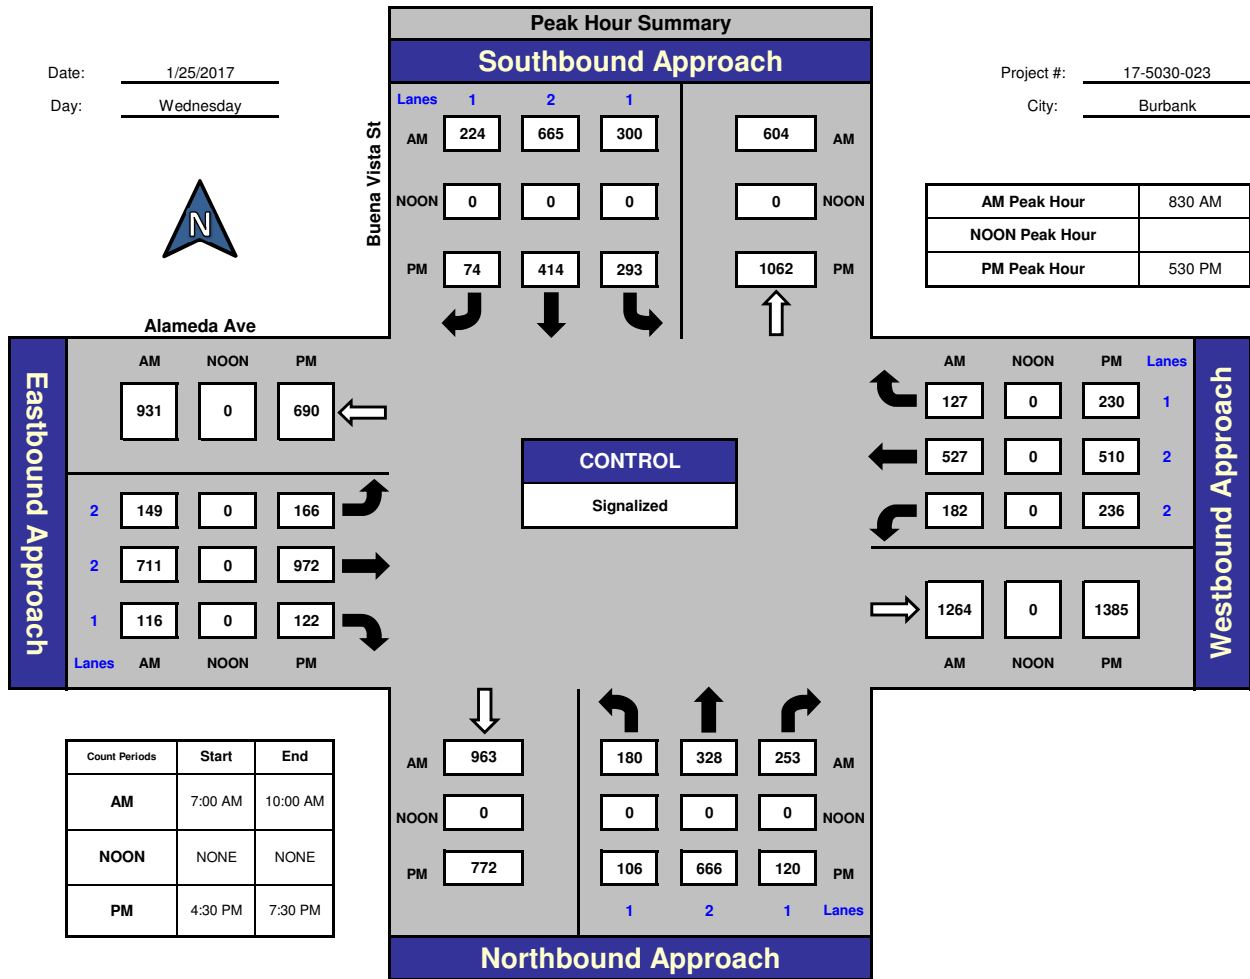 Peak Hour Summary
Southbound Approach
Date: 1/25/2017
Day: Wednesday
Project #: 17-5030-023
City: Burbank
Lanes 1 2 1
AM 224 665 300 604 AM
NOON 0 0 0 0 NOON
PM 74 414 293 1062 PM
Buena Vista St
N
AM Peak Hour 830 AM
NOON Peak Hour
PM Peak Hour 530 PM
Alameda Ave
Eastbound Approach
AM NOON PM
931 0 690
2 149 0 166
2 711 0 972
1 116 0 122
Lanes AM NOON PM
CONTROL
Signalized
AM NOON PM Lanes
127 0 230 1
527 0 510 2
182 0 236 2
1264 0 1385
AM NOON PM
Westbound Approach
Count Periods Start End
AM 7:00 AM 10:00 AM
NOON NONE NONE
PM 4:30 PM 7:30 PM
AM 963 180 328 253 AM
NOON 0 0 0 0 NOON
PM 772 106 666 120 PM
1 2 1 Lanes
Northbound Approach